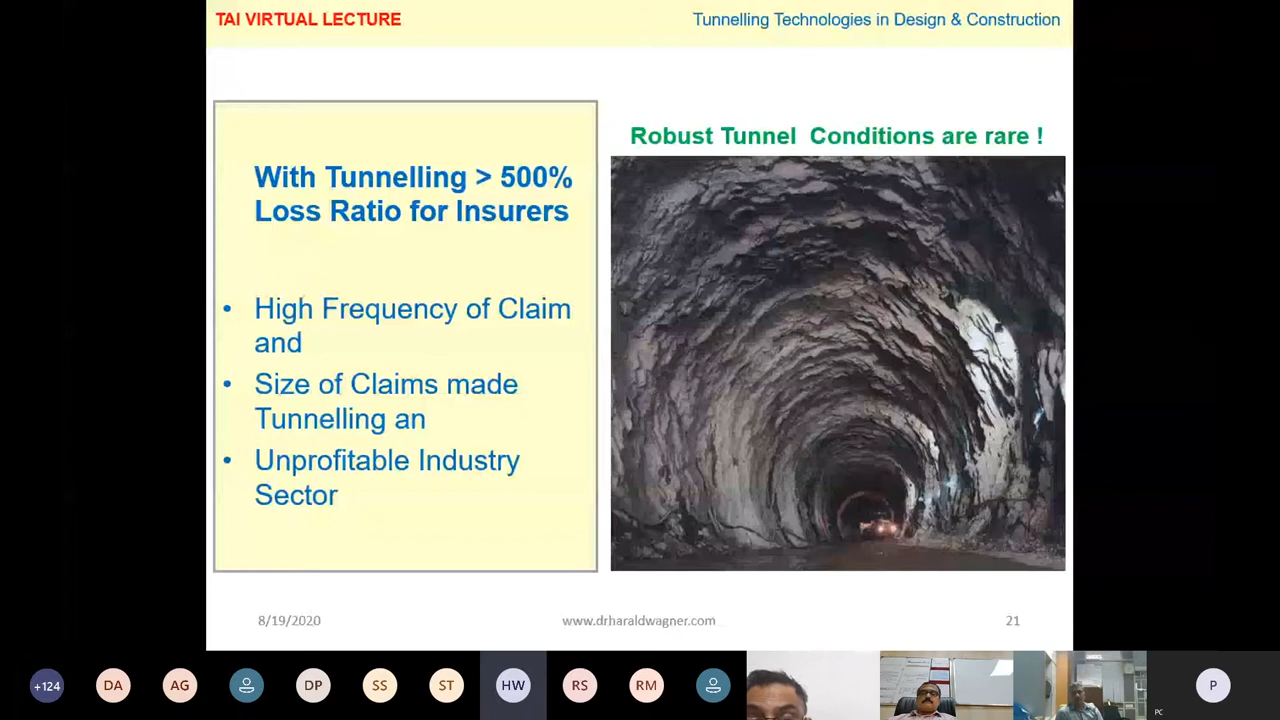 TAI VIRTUAL LECTURE
Tunnelling Technologies in Design & Construction
With Tunnelling > 500%
Loss Ratio for Insurers
• High Frequency of Claim
and
• Size of Claims made
Tunnelling an
• Unprofitable Industry
Sector
Robust Tunnel Conditions are rare !
8/19/2020
www.drharaldwagner.com
21
+124
DA
AG
DP
SS
ST
HW
RS
RM
PC
P